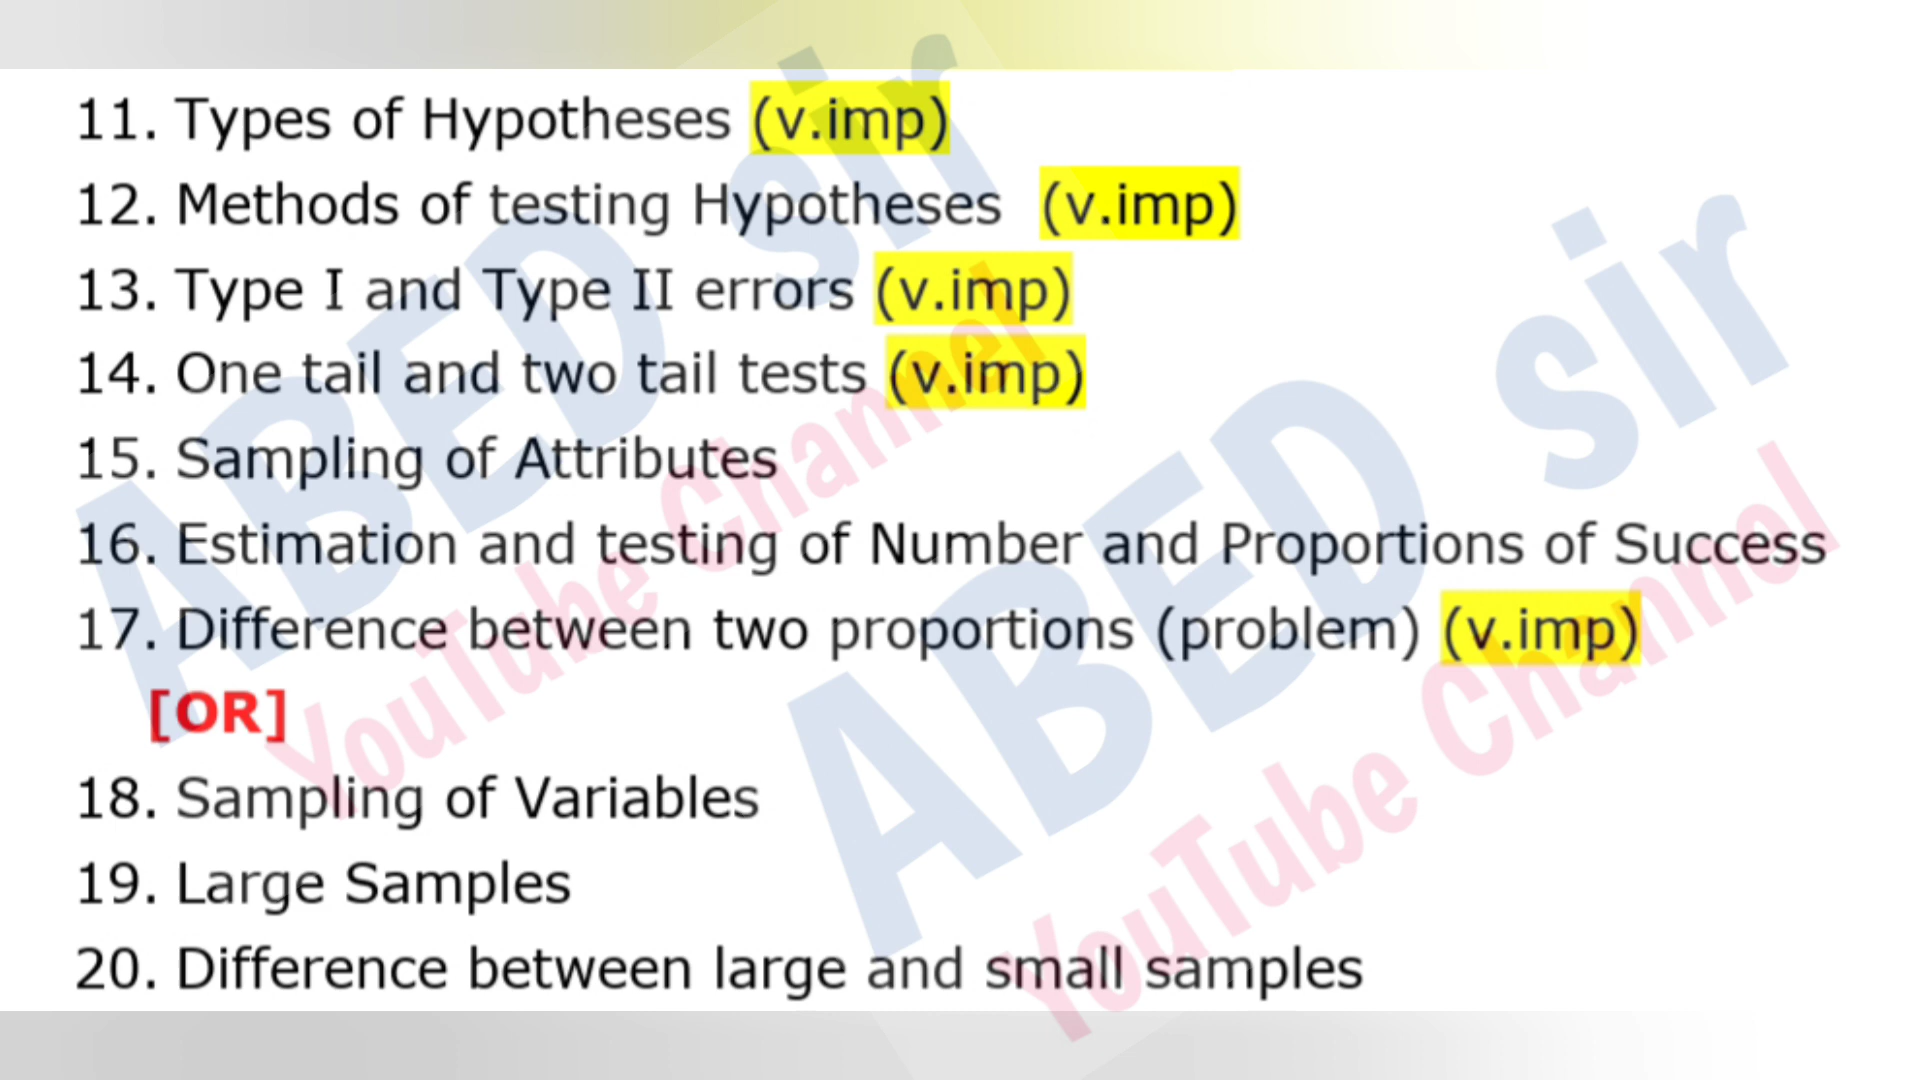 11. Types of Hypotheses (v.imp)
12. Methods of testing Hypotheses (v.imp)
13. Type I and Type II errors (v.imp)
14. One tail and two tail tests (v.imp)
15. Sampling of Attributes
16. Estimation and testing of Number and Proportions of Success
17. Difference between two proportions (problem) (v.imp)
[OR]
18. Sampling of Variables
19. Large Samples
20. Difference between large and small samples
ABED sir
YouTube Channel
ABED sir
YouTube Channel